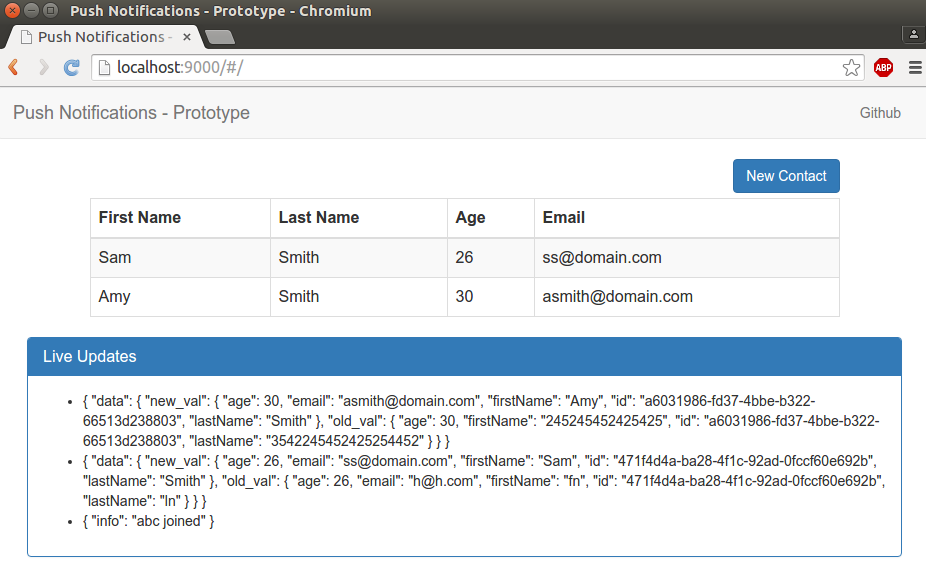 Push Notifications - Prototype - Chromium
Push Notifications -
localhost:9000/#/
ABP
Push Notifications - Prototype
Github
New Contact
First Name Last Name Age Email
Sam Smith 26 ss@domain.com
Amy Smith 30 asmith@domain.com
Live Updates
{ "data": { "new_val": { "age": 30, "email": "asmith@domain.com", "firstName": "Amy", "id": "a6031986-fd37-4bbe-b322-
66513d238803", "lastName": "Smith" }, "old_val": { "age": 30, "firstName": "245245452425425", "id": "a6031986-fd37-4bbe-b322-
66513d238803", "lastName": "3542245452425254452" } } }
{ "data": { "new_val": { "age": 26, "email": "ss@domain.com", "firstName": "Sam", "id": "471f4d4a-ba28-4f1c-92ad-0fccf60e692b",
"lastName": "Smith" }, "old_val": { "age": 26, "email": "h@h.com", "firstName": "fn", "id": "471f4d4a-ba28-4f1c-92ad-0fccf60e692b",
"lastName": "ln" } } }
{ "info": "abc joined" }